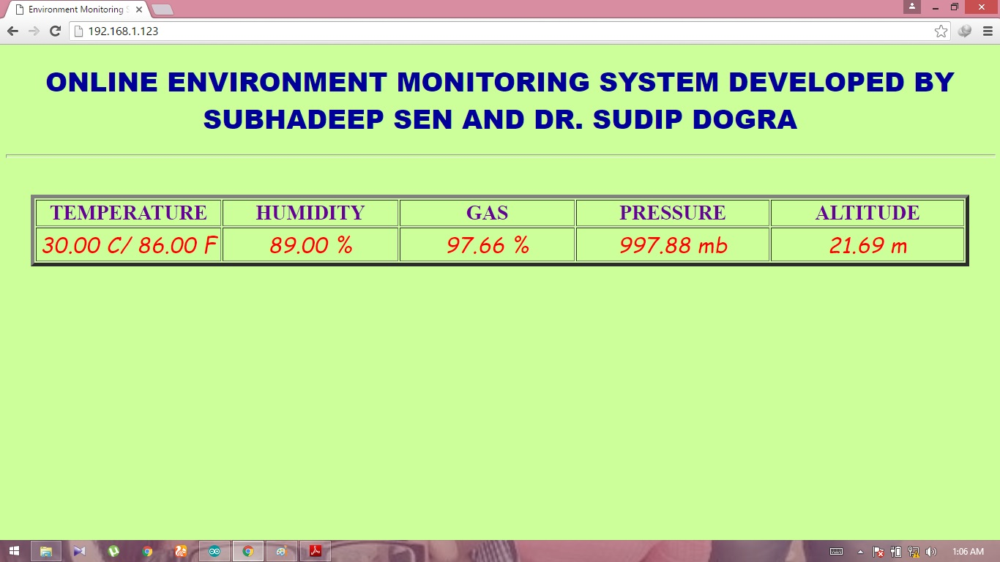 Environment Monitoring S
192.168.1.123
ONLINE ENVIRONMENT MONITORING SYSTEM DEVELOPED BY
SUBHADEEP SEN AND DR. SUDIP DOGRA
TEMPERATURE HUMIDITY GAS PRESSURE ALTITUDE
30.00 C/ 86.00 F 89.00 % 97.66 % 997.88 mb 21.69 m
1:06 AM